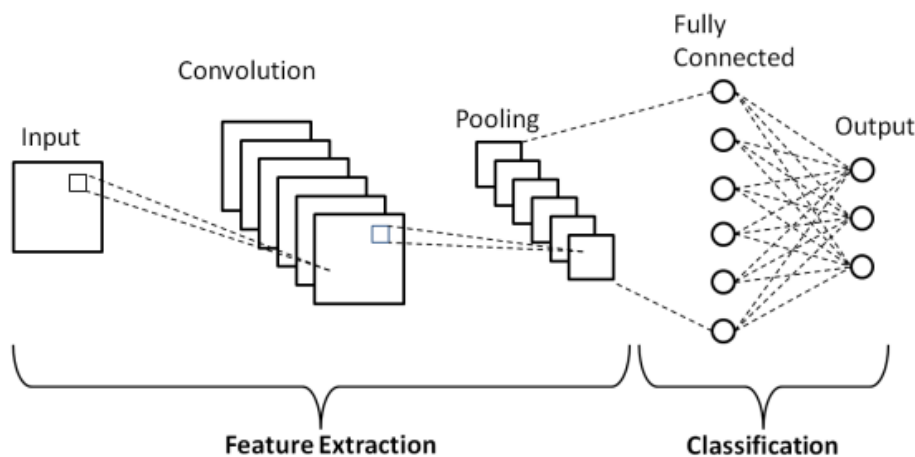 Fully
Connected
Convolution
Pooling
Input
Output
Feature Extraction
Classification